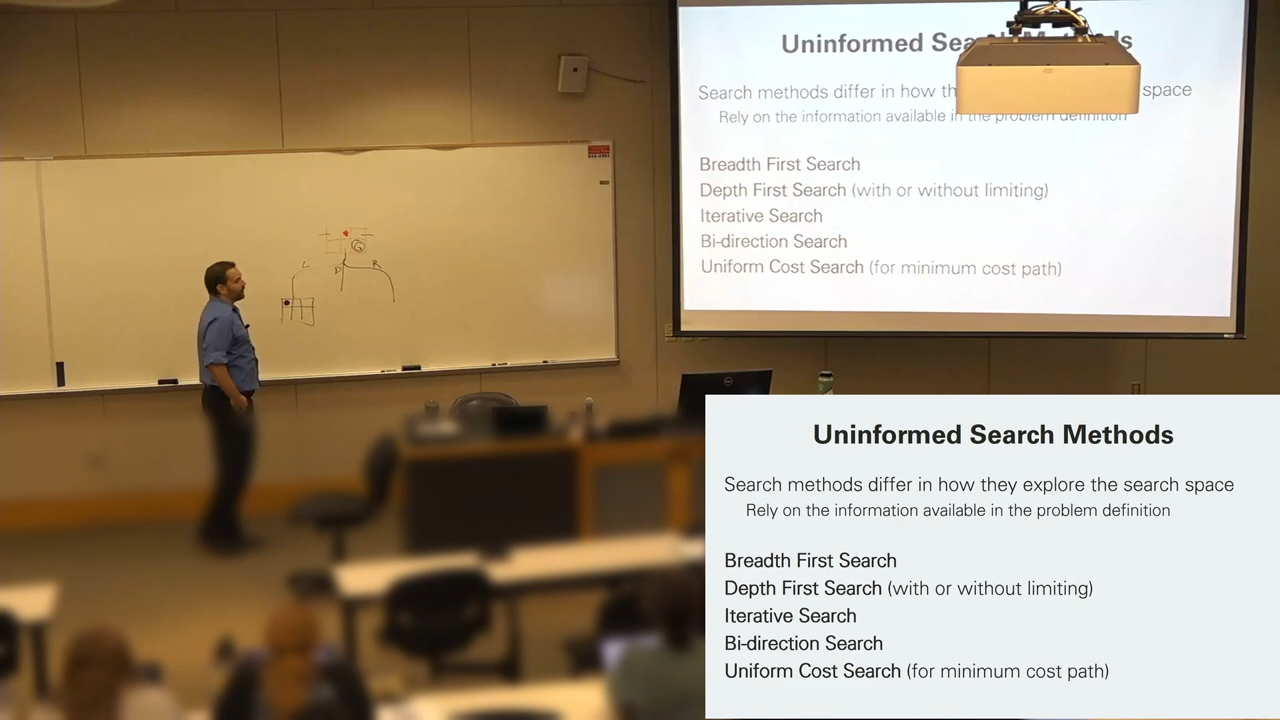 Uninformed Sea
Search methods differ in how th space
Rely on the information available in the problem definition
Breadth First Search
Depth First Search (with or without limiting)
Iterative Search
Bi-direction Search
Uniform Cost Search (for minimum cost path)
L
D
R
G
DELL
Uninformed Search Methods
Search methods differ in how they explore the search space
Rely on the information available in the problem definition
Breadth First Search
Depth First Search (with or without limiting)
Iterative Search
Bi-direction Search
Uniform Cost Search (for minimum cost path)